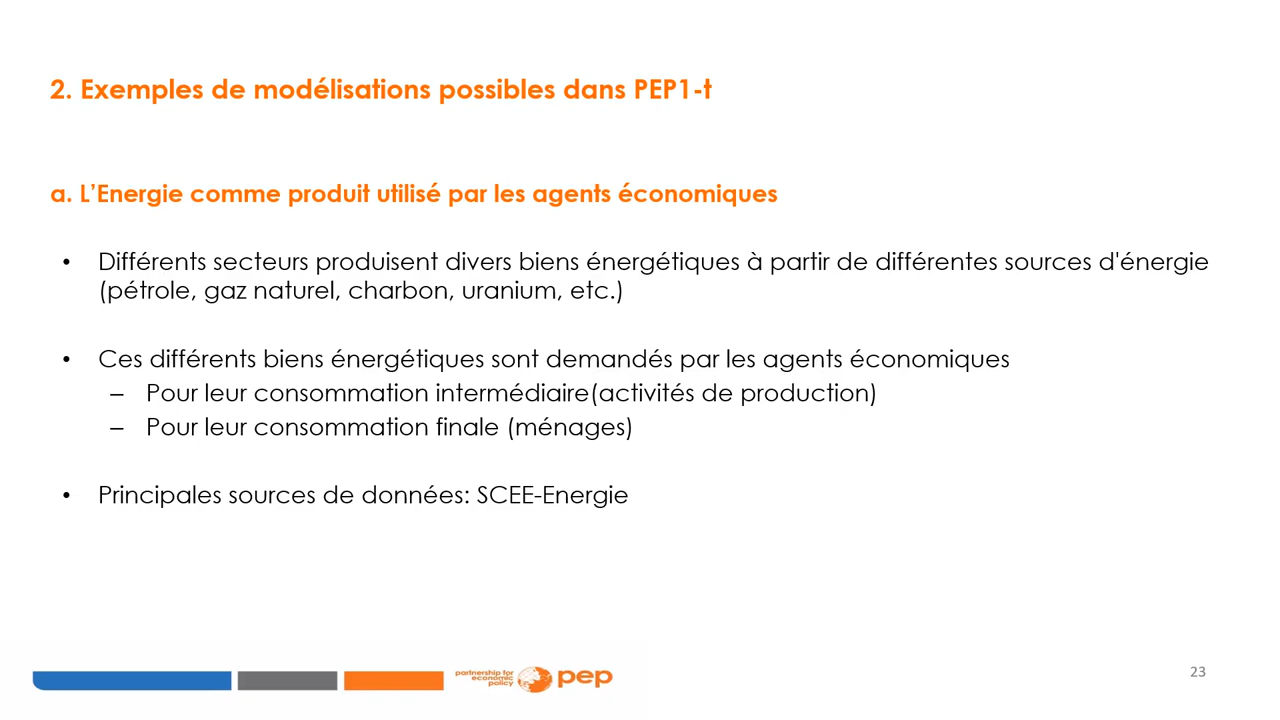 2. Exemples de modélisations possibles dans PEP1-t
a. L’Energie comme produit utilisé par les agents économiques
• Différents secteurs produisent divers biens énergétiques à partir de différentes sources d'énergie
(pétrole, gaz naturel, charbon, uranium, etc.)
• Ces différents biens énergétiques sont demandés par les agents économiques
– Pour leur consommation intermédiaire(activités de production)
– Pour leur consommation finale (ménages)
• Principales sources de données: SCEE-Energie
partnership for
economic
policy
pep
23